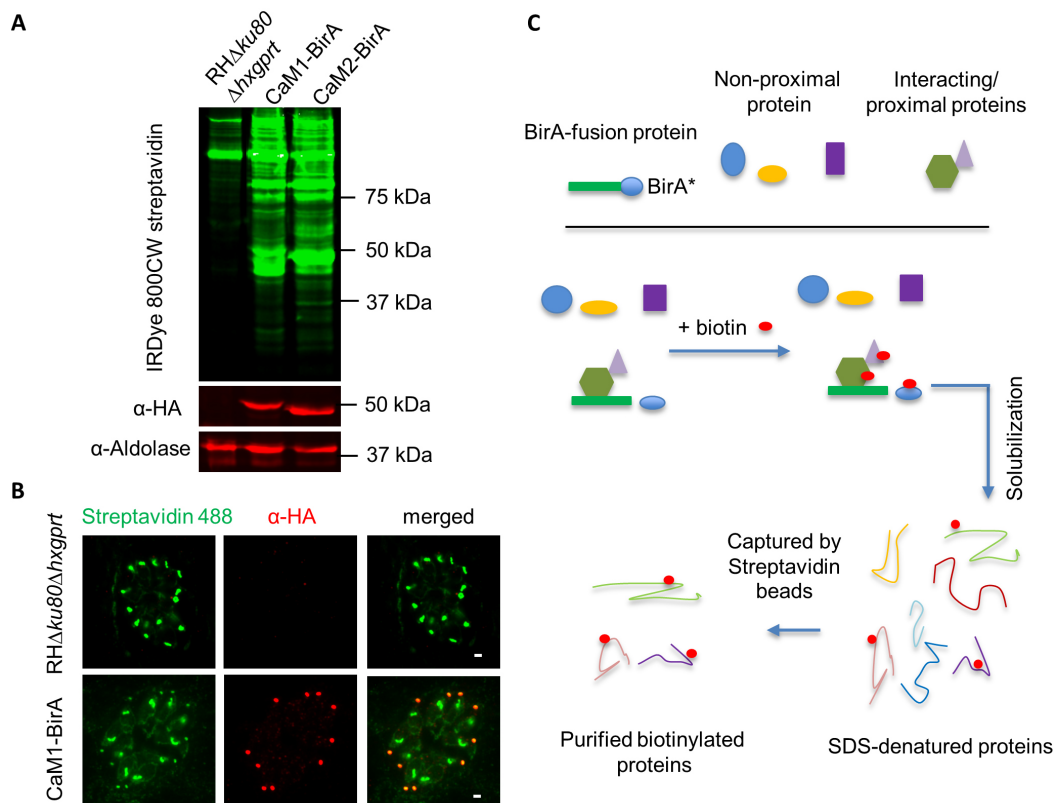 A
RHΔku80
Δhxgprt
CaM1-BirA
CaM2-BirA
IRDye 800CW streptavidin
75 kDa
50 kDa
37 kDa
α-HA
50 kDa
α-Aldolase
37 kDa
B
Streptavidin 488
α-HA
merged
RHΔku80Δhxgprt
CaM1-BirA
C
BirA-fusion protein
Non-proximal
protein
Interacting/
proximal proteins
BirA*
+ biotin
Solubilization
Captured by
Streptavidin
beads
Purified biotinylated
proteins
SDS-denatured proteins